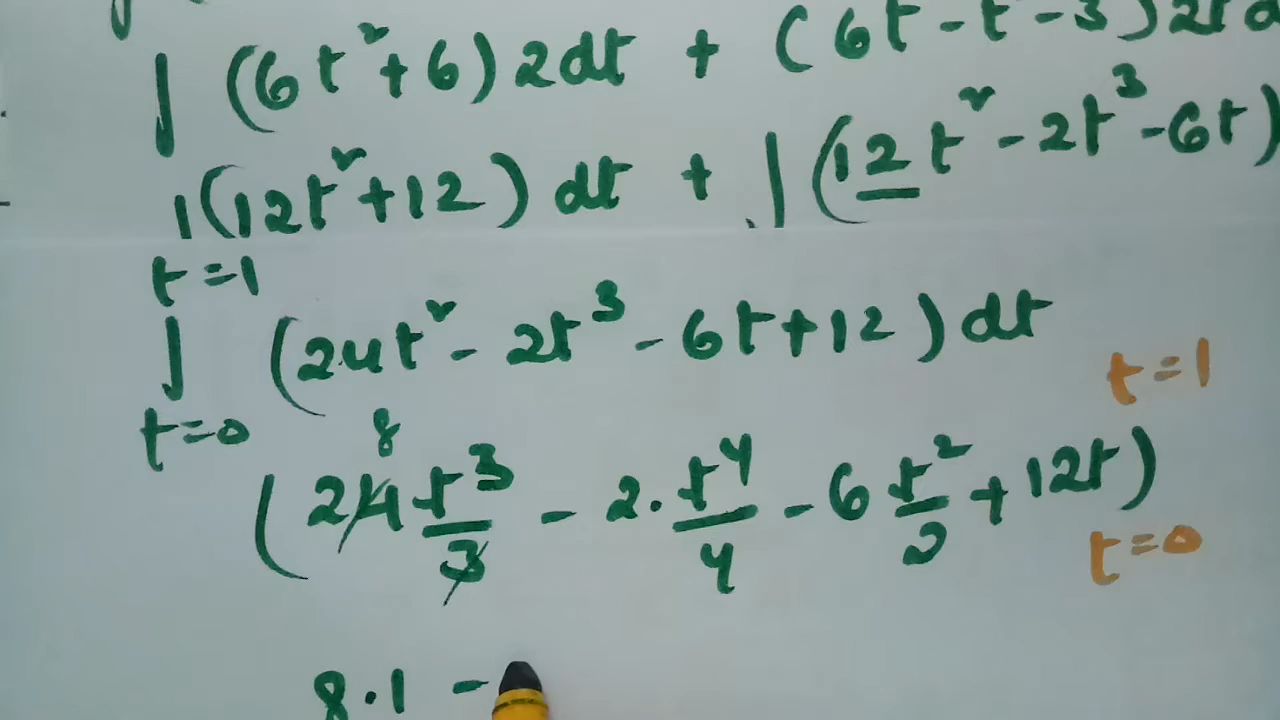 ∫ (6t² + 6) 2dt + (6t - t - 3) 2t
∫ (12t² + 12) dt + ∫ (12t² - 2t³ - 6t)
t = 1
∫ (24t² - 2t³ - 6t + 12) dt
t = 1
t = 0
8
(24 t³/3 - 2 · t⁴/4 - 6 t²/2 + 12t)
t = 0
8 · 1 -